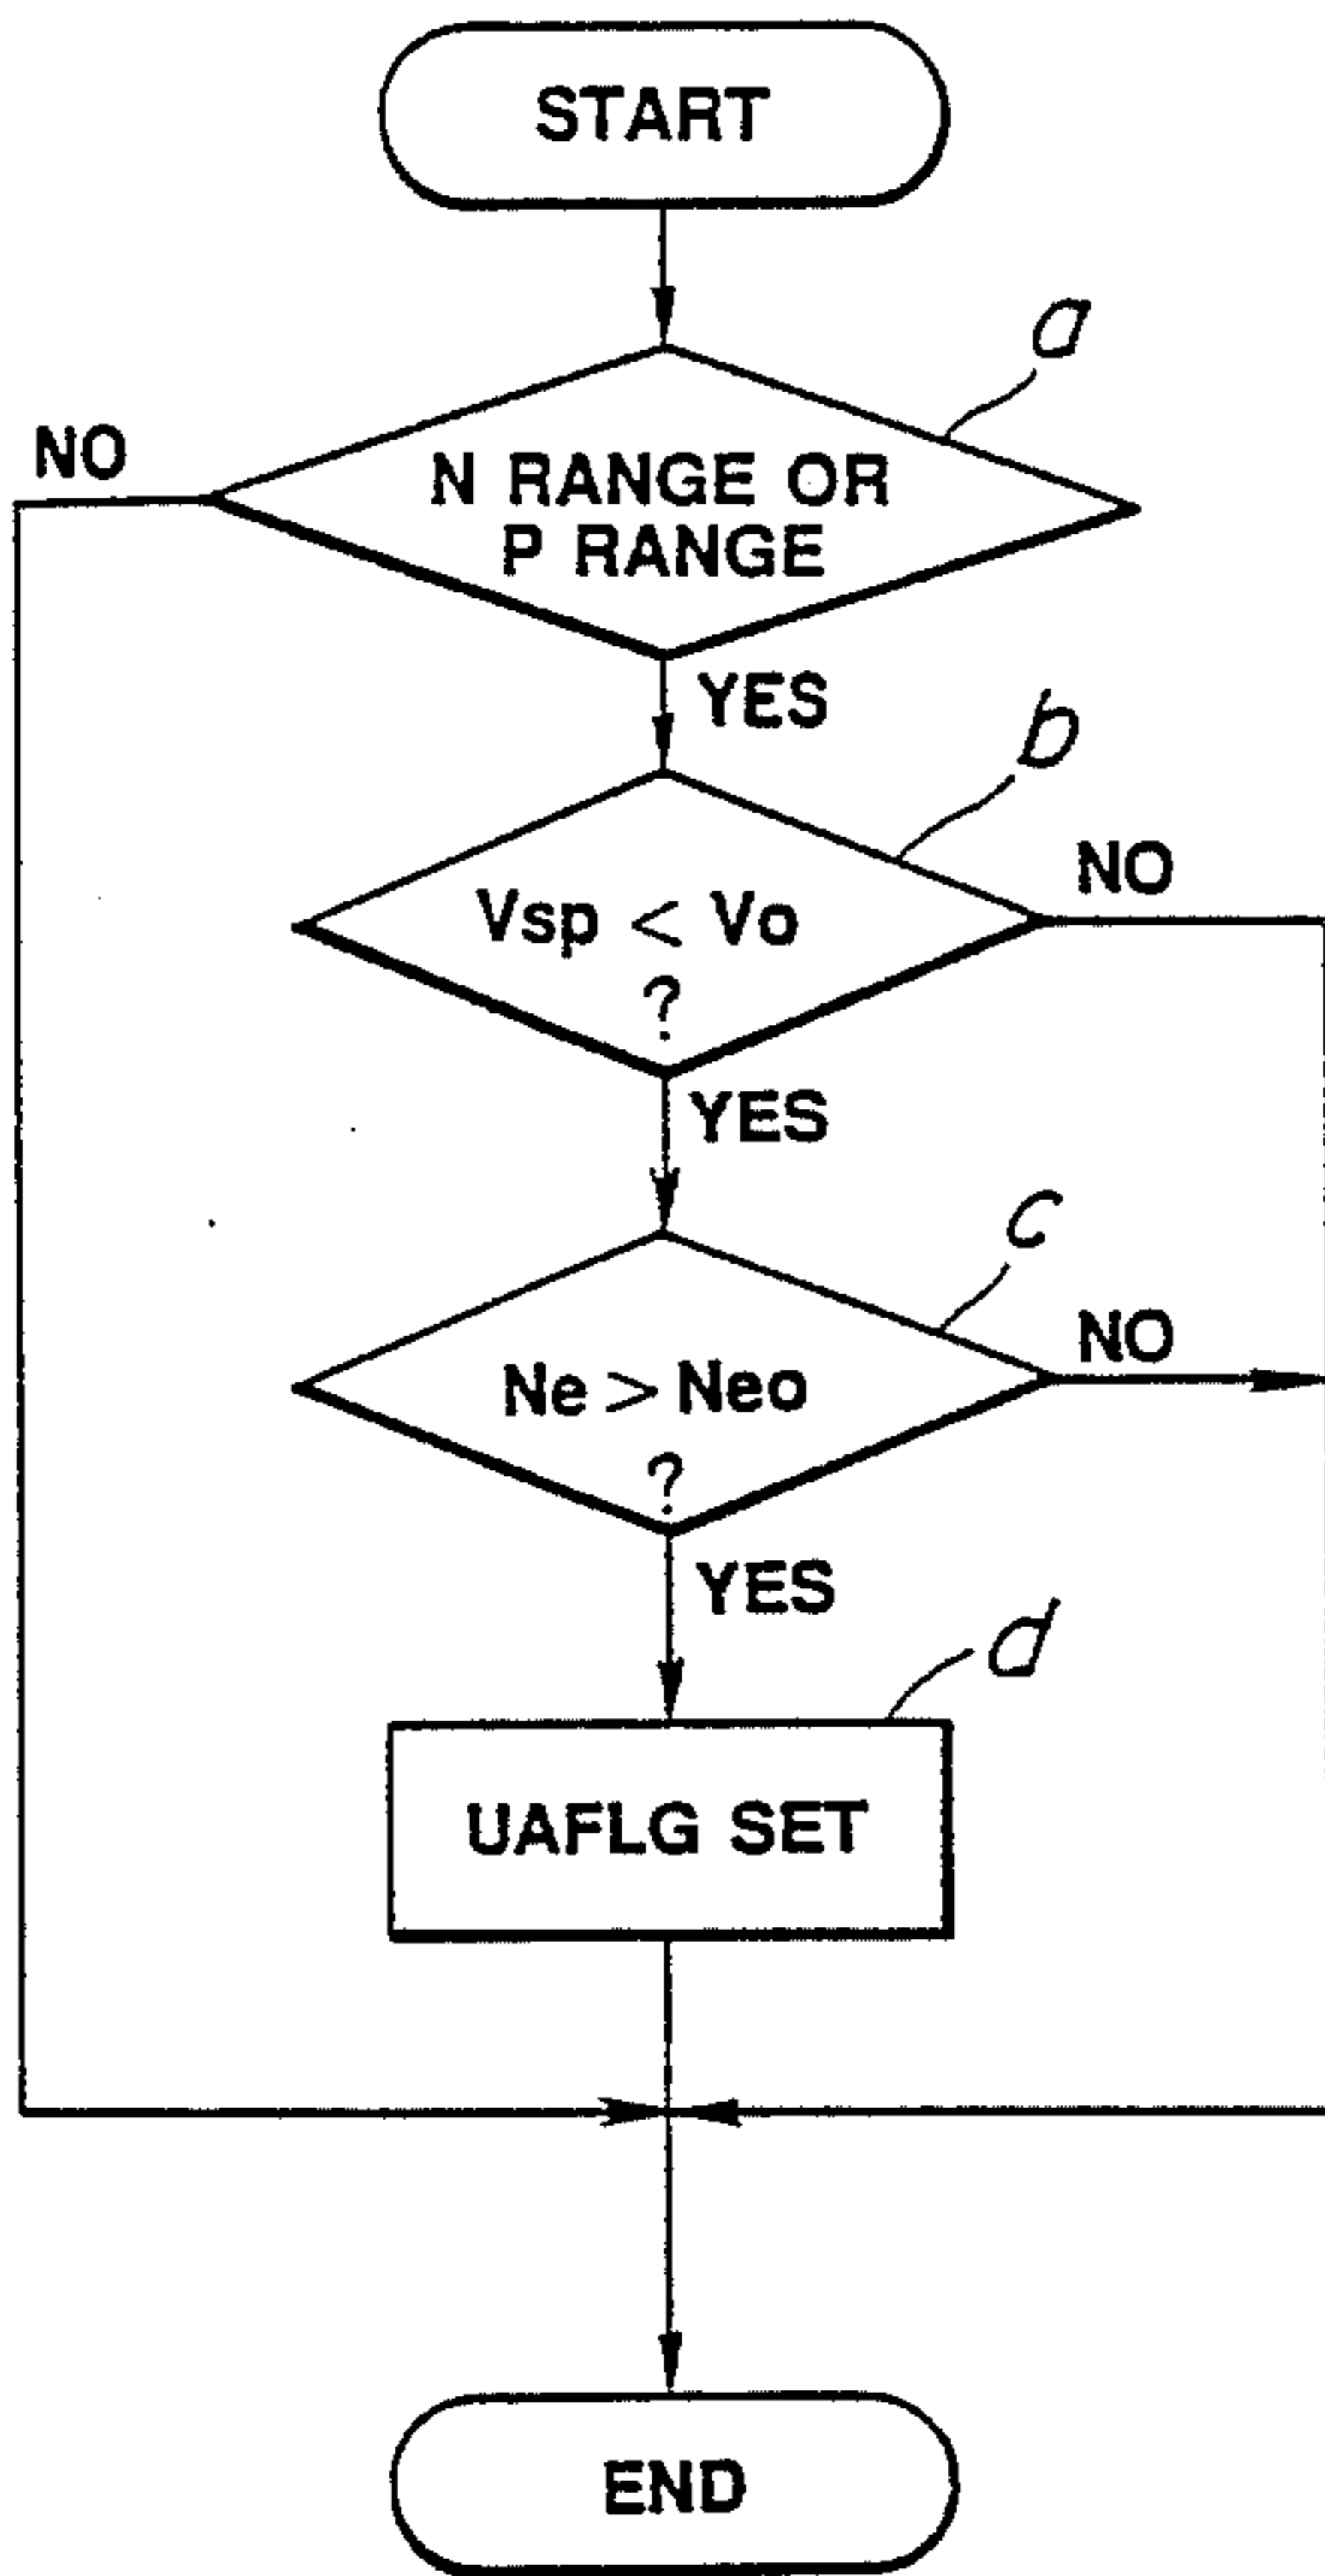 START
a
NO
N RANGE OR
P RANGE
YES
b
NO
Vsp < Vo
?
YES
c
NO
Ne > Neo
?
YES
d
UAFLG SET
END